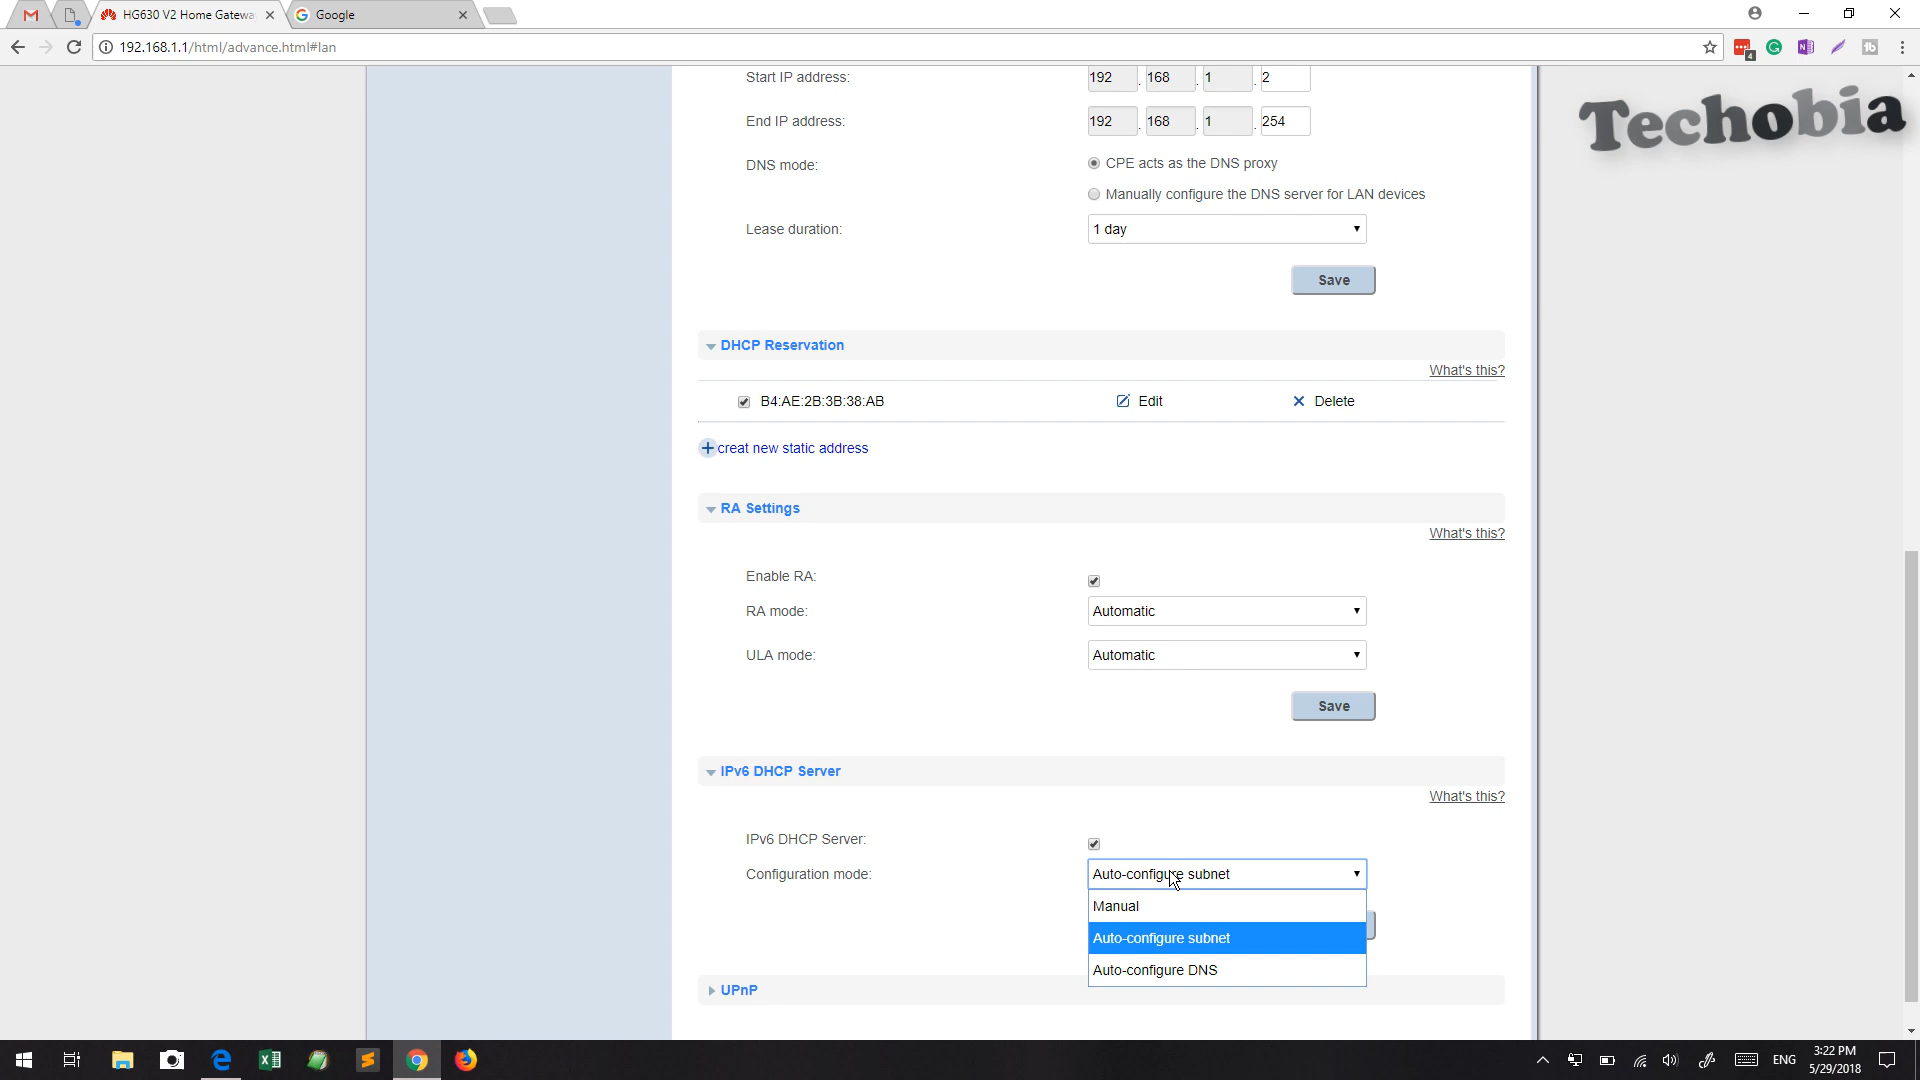 HG630 V2 Home Gatewa
Google
192.168.1.1/html/advance.html#lan
4
Techobia
Start IP address: 192 . 168 . 1 . 2
End IP address: 192 . 168 . 1 . 254
DNS mode: CPE acts as the DNS proxy
Manually configure the DNS server for LAN devices
Lease duration: 1 day
Save
DHCP Reservation
What's this?
B4:AE:2B:3B:38:AB Edit Delete
creat new static address
RA Settings
What's this?
Enable RA:
RA mode: Automatic
ULA mode: Automatic
Save
IPv6 DHCP Server
What's this?
IPv6 DHCP Server:
Configuration mode: Auto-configure subnet
Manual
Auto-configure subnet
Auto-configure DNS
UPnP
ENG
3:22 PM
5/29/2018